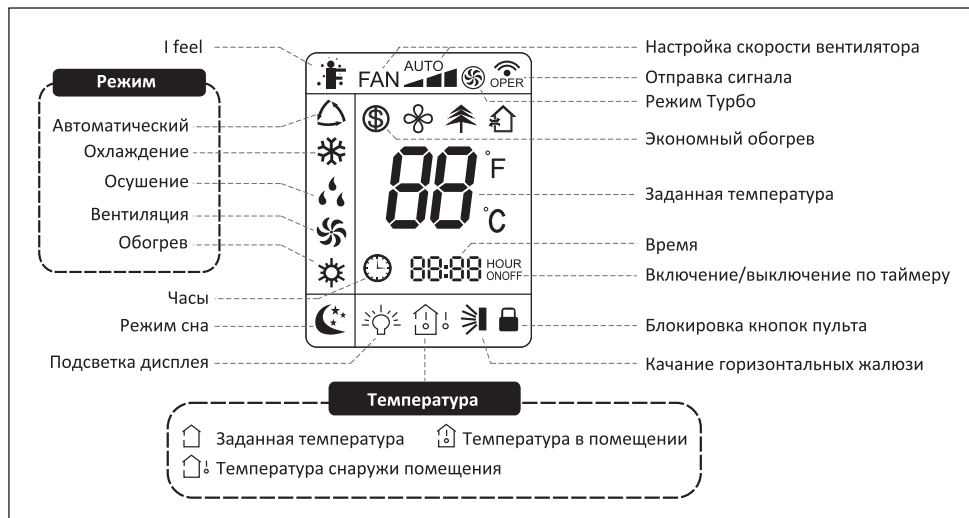 I feel
Режим
Автоматический
Охлаждение
Осушение
Вентиляция
Обогрев
Часы
Режим сна
Подсветка дисплея
FAN
AUTO
OPER
°F
88
°C
88:88
HOUR
ONOFF
Настройка скорости вентилятора
Отправка сигнала
Режим Турбо
Экономный обогрев
Заданная температура
Время
Включение/выключение по таймеру
Блокировка кнопок пульта
Качание горизонтальных жалюзи
Температура
Заданная температура
Температура в помещении
Температура снаружи помещения